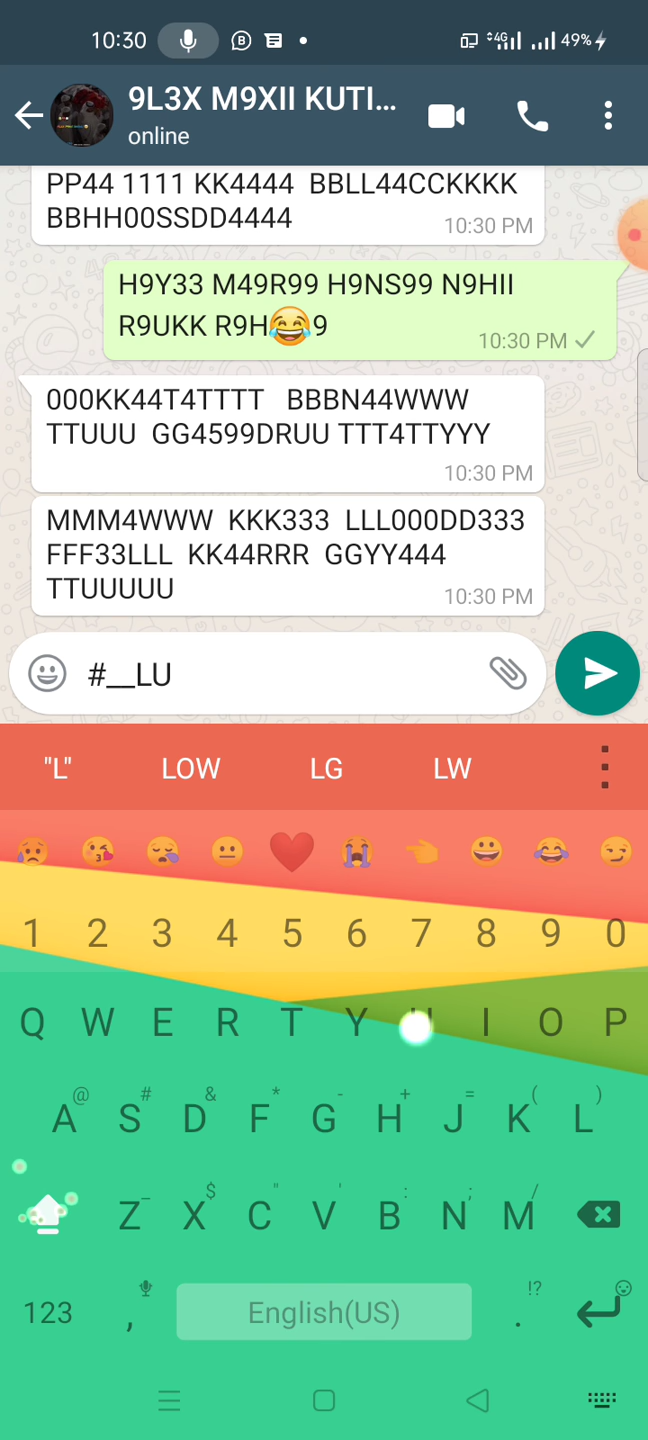 10:30
4G
49%
9L3X M9XII KUTI...
online
PP44 1111 KK4444 BBLL44CCKKKK
BBHH00SSDD4444
10:30 PM
H9Y33 M49R99 H9NS99 N9HII
R9UKK R9H😂9
10:30 PM
000KK44T4TTTT BBBN44WWW
TTUUU GG4599DRUU TTT4TTYYY
10:30 PM
MMM4WWW KKK333 LLL000DD333
FFF33LLL KK44RRR GGYY444
TTUUUUU
10:30 PM
#__LU
"L" LOW LG LW
1 2 3 4 5 6 7 8 9 0
Q W E R T Y U I O P
@ # & * - + = ( )
A S D F G H J K L
_ $ " ' : ; /
Z X C V B N M
!?
123 , English(US) .